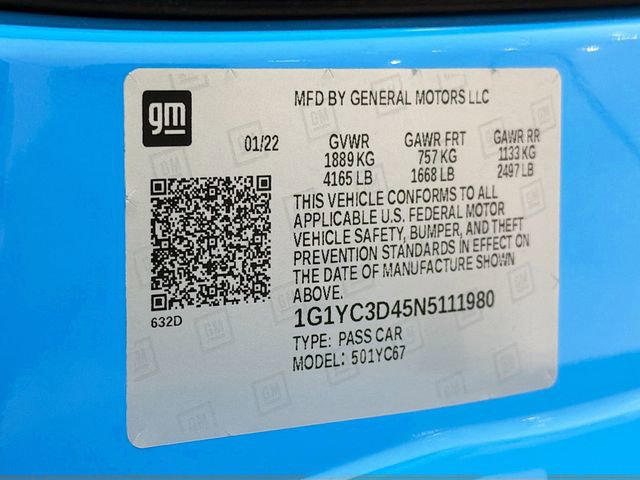 gm
MFD BY GENERAL MOTORS LLC
01/22
GVWR GAWR FRT GAWR RR
1889 KG 757 KG 1133 KG
4165 LB 1668 LB 2497 LB
THIS VEHICLE CONFORMS TO ALL
APPLICABLE U.S. FEDERAL MOTOR
VEHICLE SAFETY, BUMPER, AND THEFT
PREVENTION STANDARDS IN EFFECT ON
THE DATE OF MANUFACTURE SHOWN
ABOVE.
632D
1G1YC3D45N5111980
TYPE: PASS CAR
MODEL: 501YC67